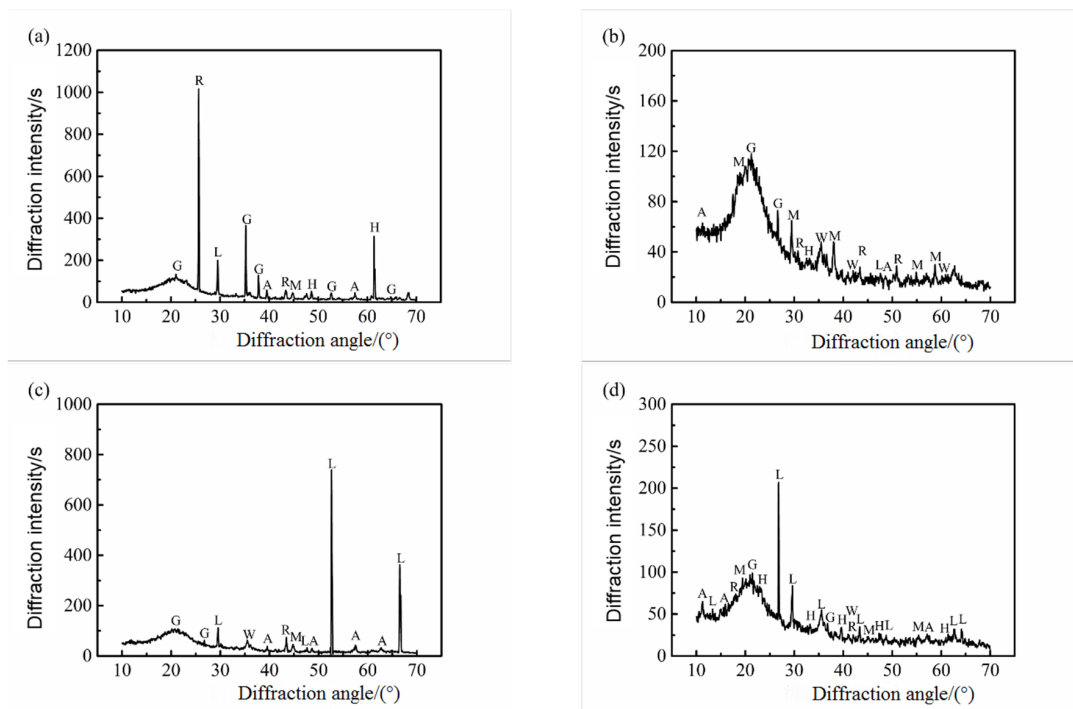 (a)
1200
1000
800
600
400
200
0
Diffraction intensity/s
R
G
L
G
G
A
R
M
H
G
A
H
G
10 20 30 40 50 60 70
Diffraction angle/(°)
(b)
200
160
120
80
40
0
Diffraction intensity/s
A
M
G
G
M
R
H
W
M
W
R
L
A
R
M
M
W
10 20 30 40 50 60 70
Diffraction angle/(°)
(c)
1000
800
600
400
200
0
Diffraction intensity/s
G
G
L
W
A
R
M
L
A
L
A
A
L
10 20 30 40 50 60 70
Diffraction angle/(°)
(d)
300
250
200
150
100
50
0
Diffraction intensity/s
A
L
A
R
M
G
H
L
L
H
L
G
H
W
R
L
M
H
L
M
A
H
L
L
10 20 30 40 50 60 70
Diffraction angle/(°)